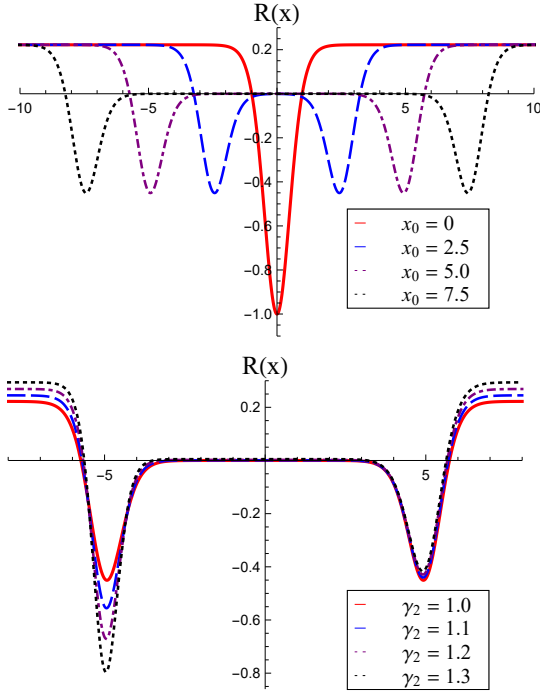 R(x)
0.2
-10
-5
5
10
-0.2
-0.4
-0.6
-0.8
-1.0
x₀ = 0
x₀ = 2.5
x₀ = 5.0
x₀ = 7.5
R(x)
0.2
-5
5
-0.2
-0.4
-0.6
-0.8
γ₂ = 1.0
γ₂ = 1.1
γ₂ = 1.2
γ₂ = 1.3